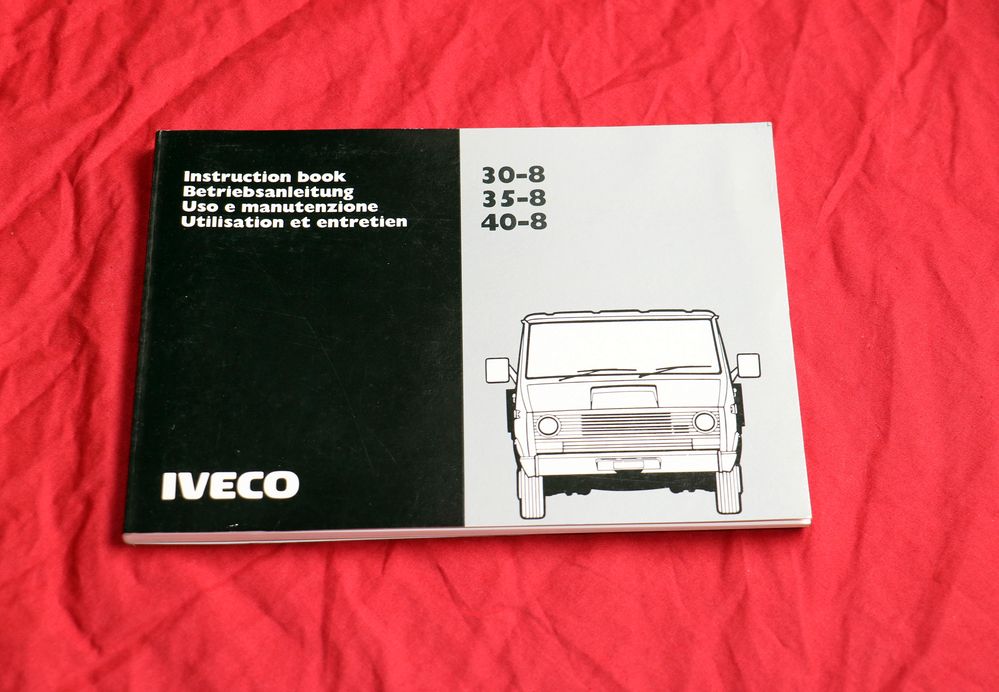 Instruction book
Betriebsanleitung
Uso e manutenzione
Utilisation et entretien
30-8
35-8
40-8
IVECO